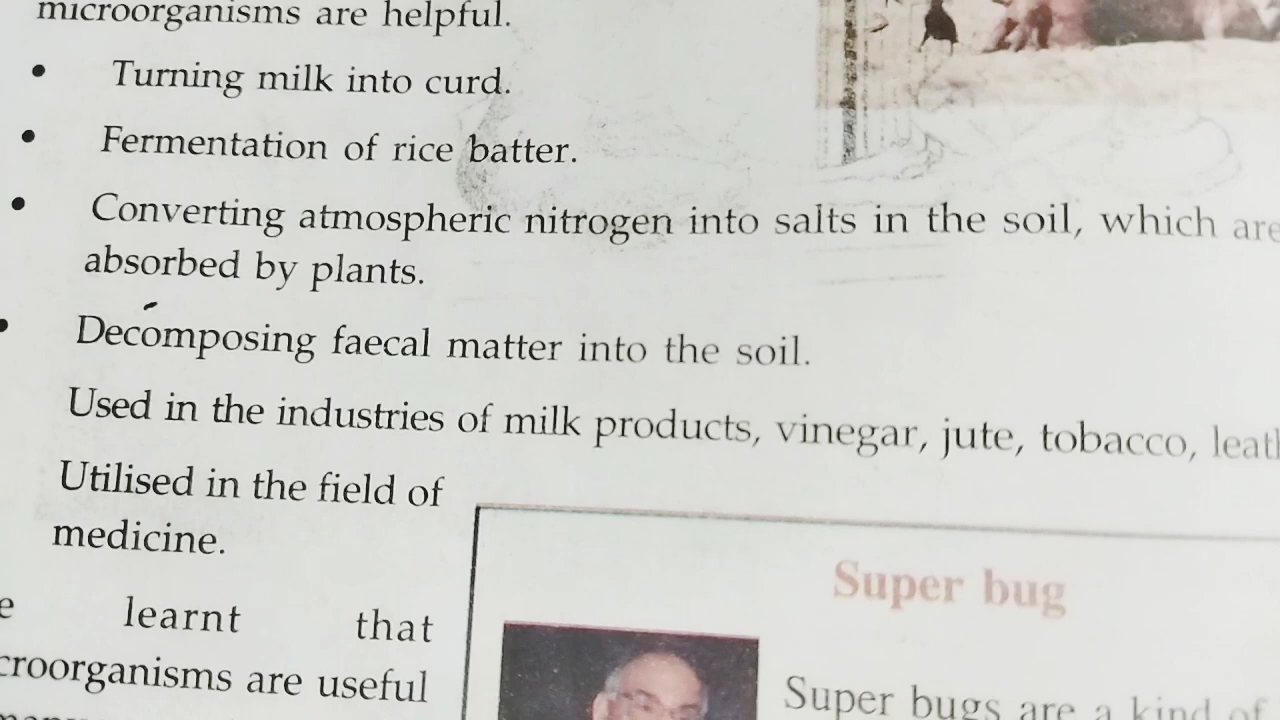 microorganisms are helpful.
• Turning milk into curd.
• Fermentation of rice batter.
• Converting atmospheric nitrogen into salts in the soil, which are
absorbed by plants.
• Decomposing faecal matter into the soil.
Used in the industries of milk products, vinegar, jute, tobacco,
Utilised in the field of
medicine.
learnt that
croorganisms are useful
Super bug
Super bugs are a kind of